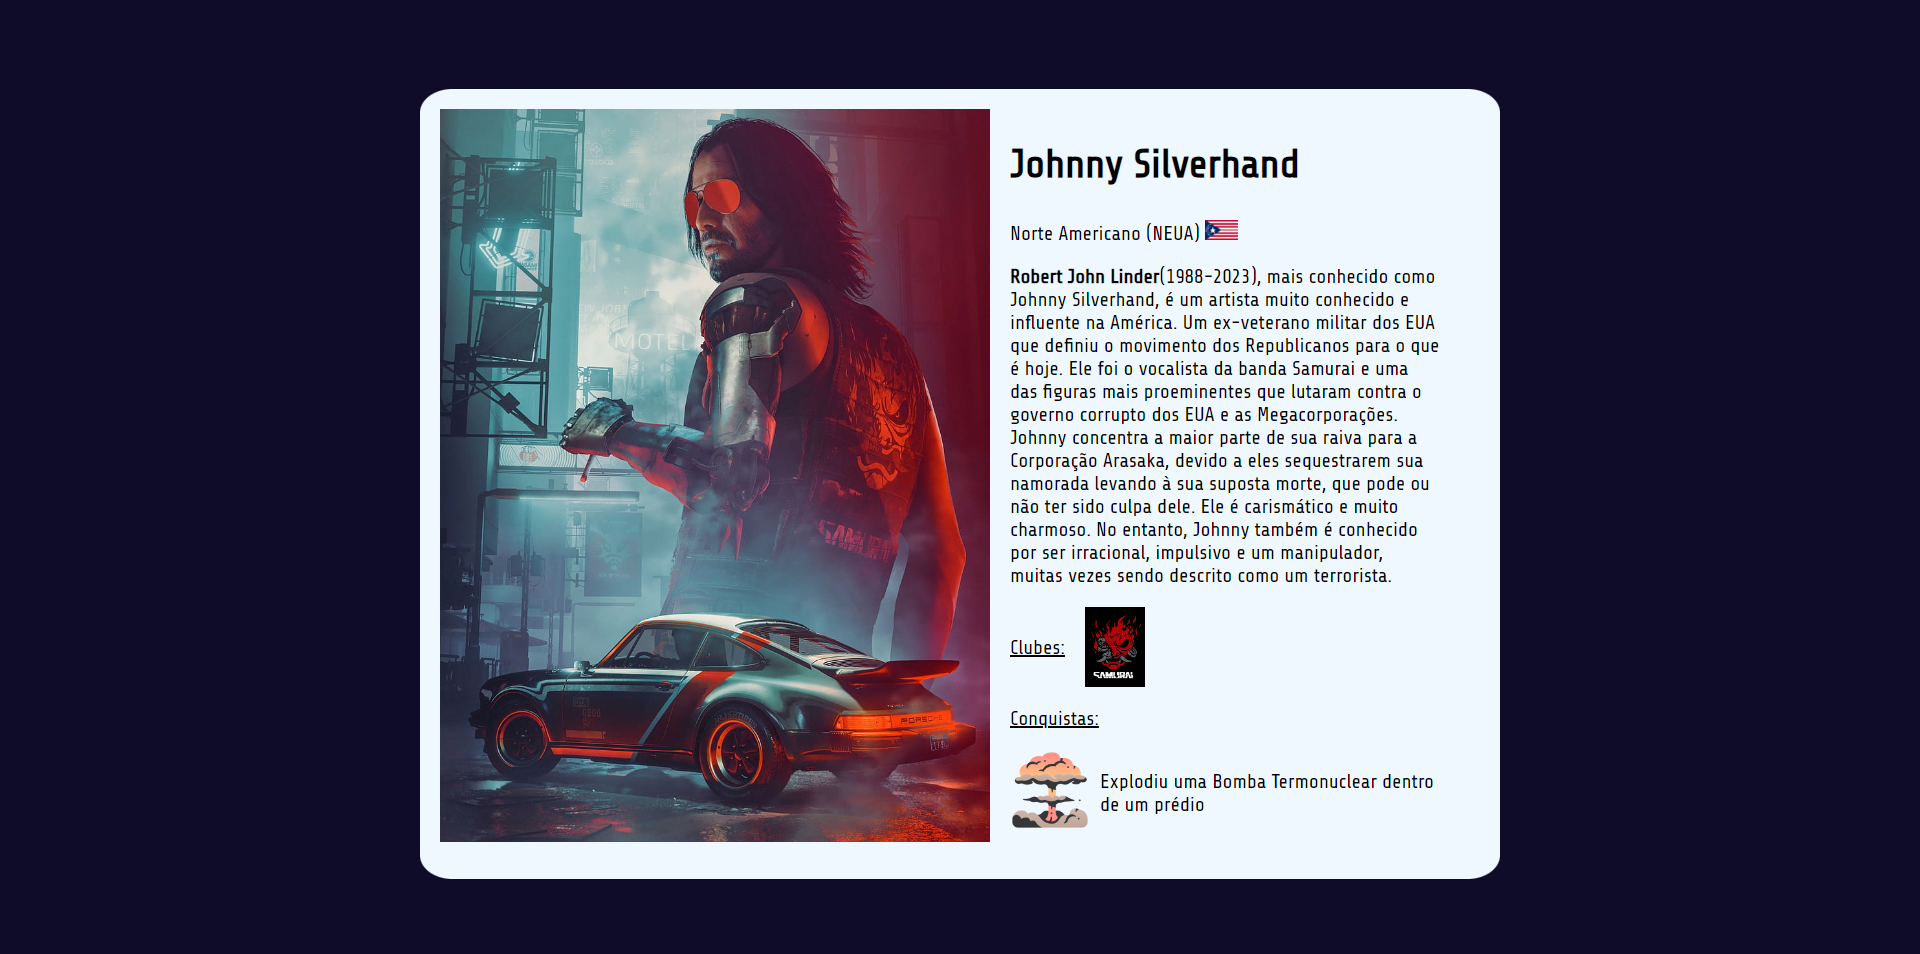 Johnny Silverhand
Norte Americano (NEUA)
Robert John Linder(1988-2023), mais conhecido como
Johnny Silverhand, é um artista muito conhecido e
influente na América. Um ex-veterano militar dos EUA
que definiu o movimento dos Republicanos para o que
é hoje. Ele foi o vocalista da banda Samurai e uma
das figuras mais proeminentes que lutaram contra o
governo corrupto dos EUA e as Megacorporações.
Johnny concentra a maior parte de sua raiva para a
Corporação Arasaka, devido a eles sequestrarem sua
namorada levando à sua suposta morte, que pode ou
não ter sido culpa dele. Ele é carismático e muito
charmoso. No entanto, Johnny também é conhecido
por ser irracional, impulsivo e um manipulador,
muitas vezes sendo descrito como um terrorista.
Clubes:
SAMURAI
Conquistas:
Explodiu uma Bomba Termonuclear dentro
de um prédio
MOTEL
SAMURAI
PORSCHE